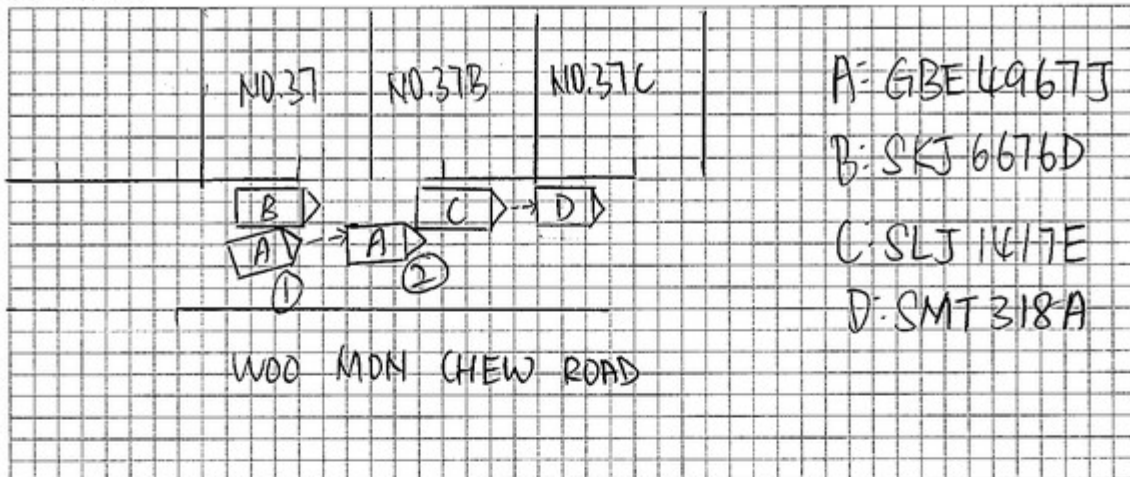 NO.37 NO.37B NO.37C
A: GBE 4967J
B: SKJ 6676D
C: SLJ 1417E
D: SMT 318A
B C D
A A
1 2
WOO MON CHEW ROAD